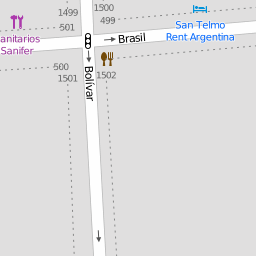 1499
1500
501
499
San Telmo
Rent Argentina
anitarios
Sanifer
Brasil
500
1501
1502
Bolívar